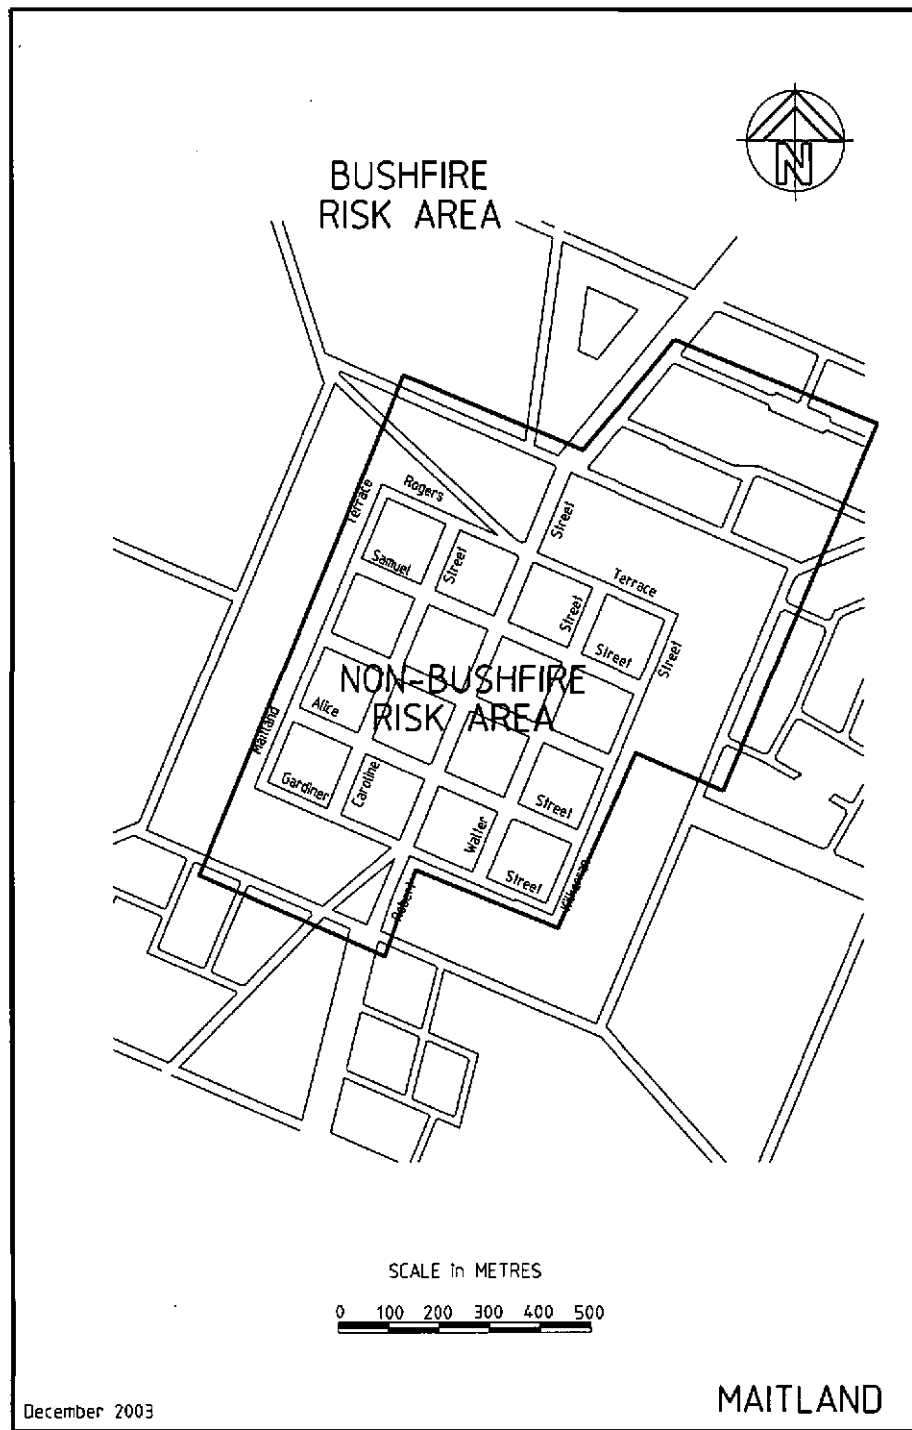 N
BUSHFIRE
RISK AREA
Rogers
Terrace
Street
Samuel
Street
Terrace
Street
Street
Street
NON-BUSHFIRE
RISK AREA
Alice
Maitland
Gardiner
Caroline
Street
Walter
Street
Robert
SCALE in METRES
0 100 200 300 400 500
December 2003
MAITLAND